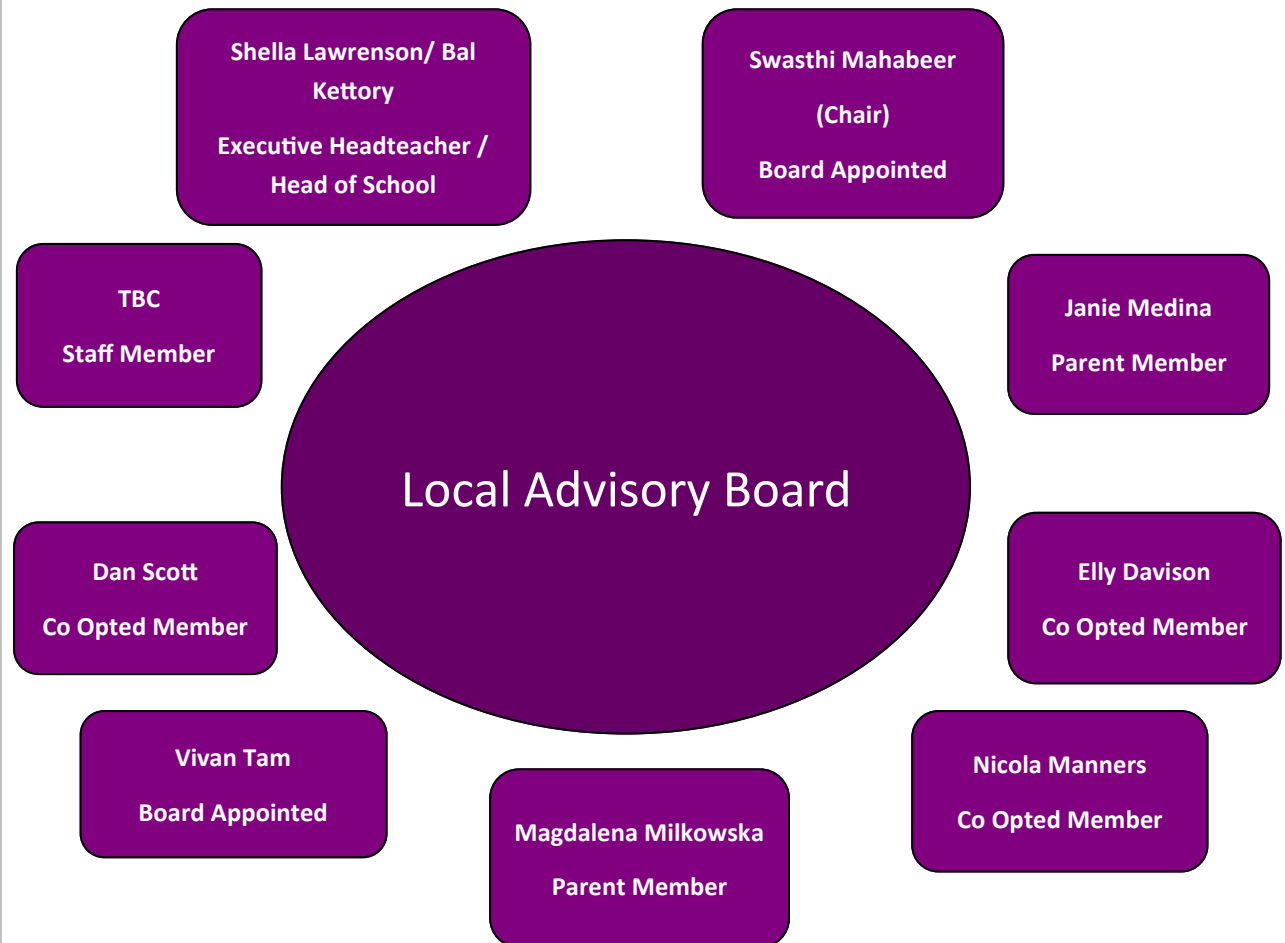 Shella Lawrenson/ Bal
Kettory
Executive Headteacher /
Head of School
Swasthi Mahabeer
(Chair)
Board Appointed
TBC
Staff Member
Janie Medina
Parent Member
Local Advisory Board
Dan Scott
Co Opted Member
Elly Davison
Co Opted Member
Vivan Tam
Board Appointed
Nicola Manners
Co Opted Member
Magdalena Milkowska
Parent Member